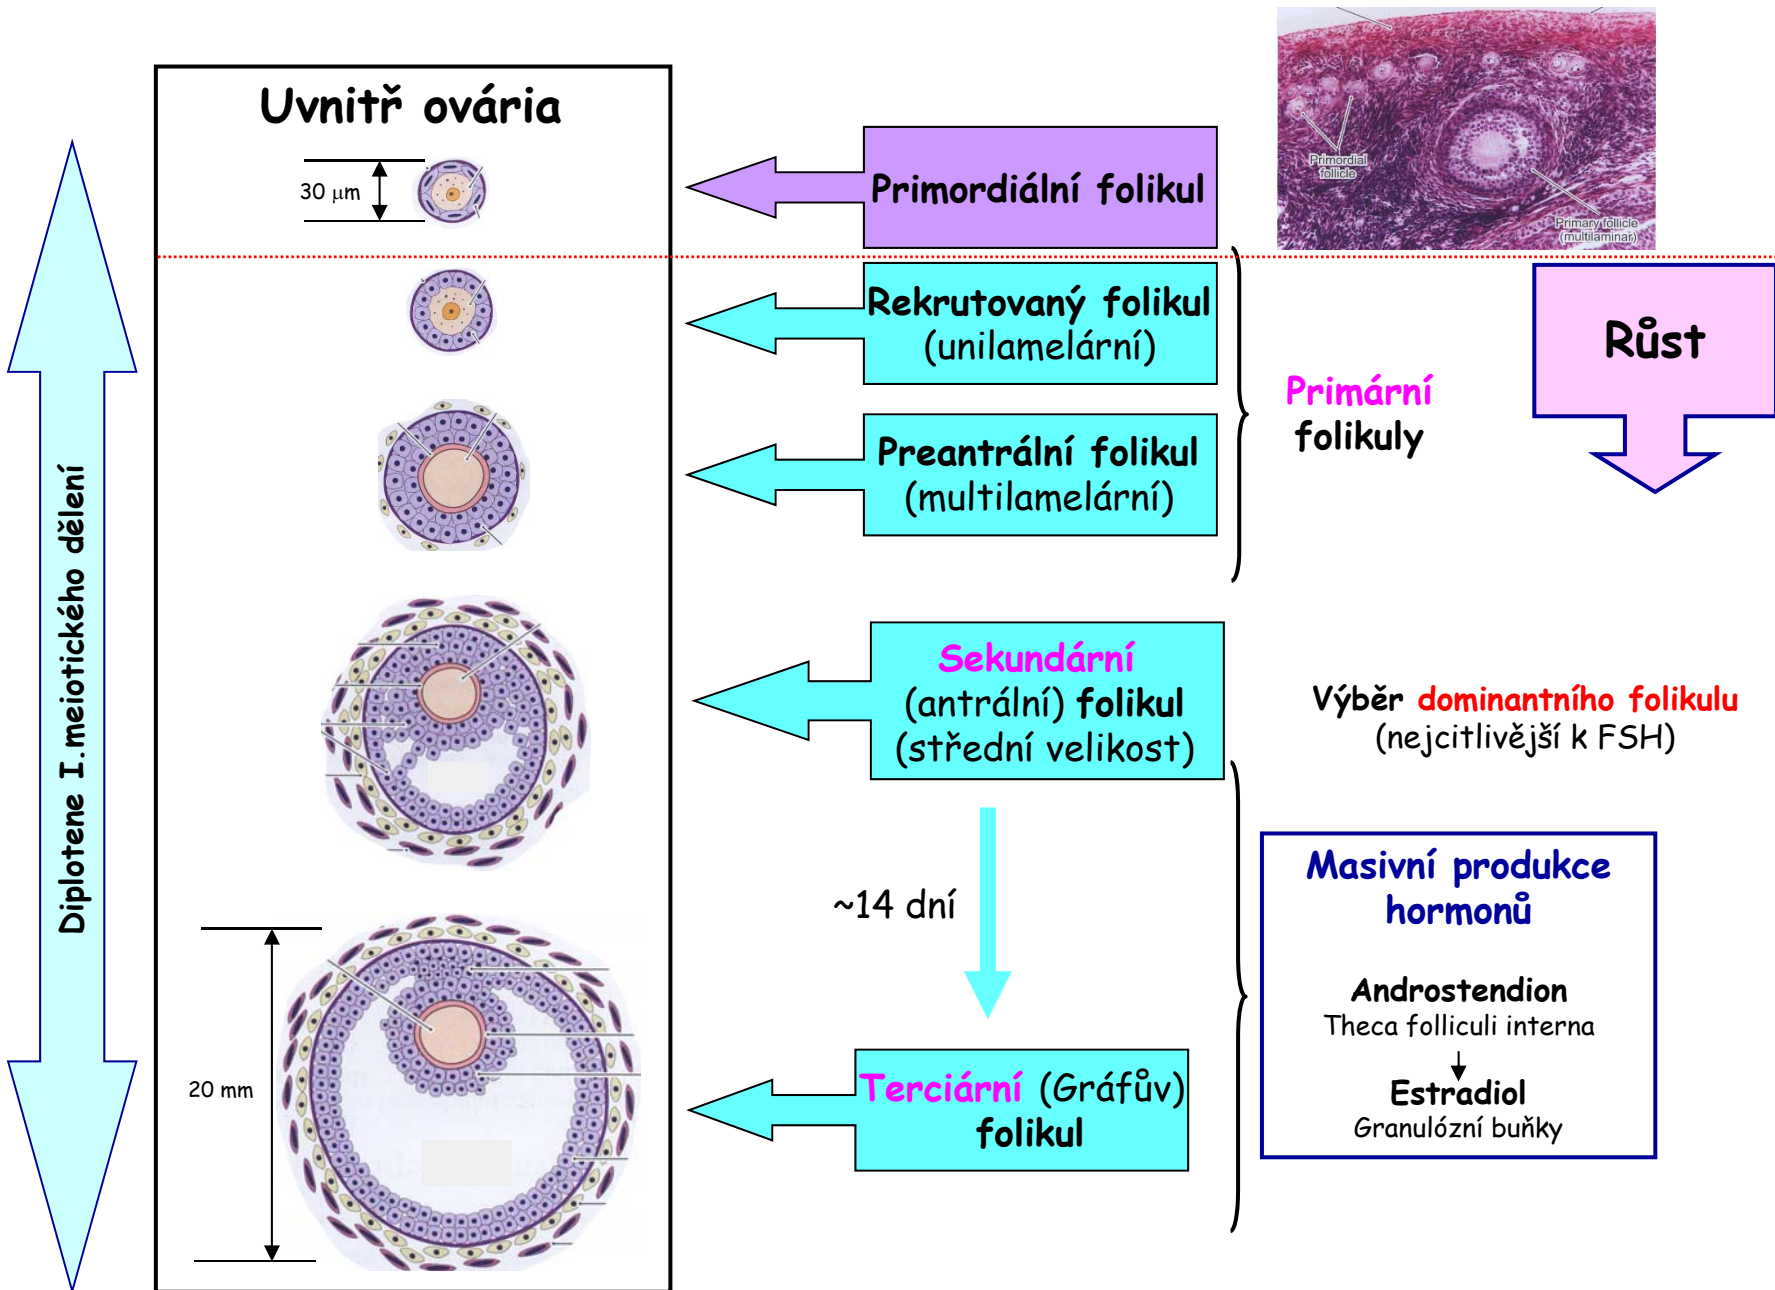 Uvnitř ovária
30 μm
20 mm
Diplotene I.meiotického dělení
Primordiální folikul
Rekrutovaný folikul
(unilamelární)
Preantrální folikul
(multilamelární)
Primární
folikuly
Růst
Primordial
follicle
Primary follicle
(multilaminar)
Sekundární
(antrální) folikul
(střední velikost)
Výběr dominantního folikulu
(nejcitlivější k FSH)
~14 dní
Terciární (Gráfův)
folikul
Masivní produkce
hormonů
Androstendion
Theca folliculi interna
Estradiol
Granulózní buňky